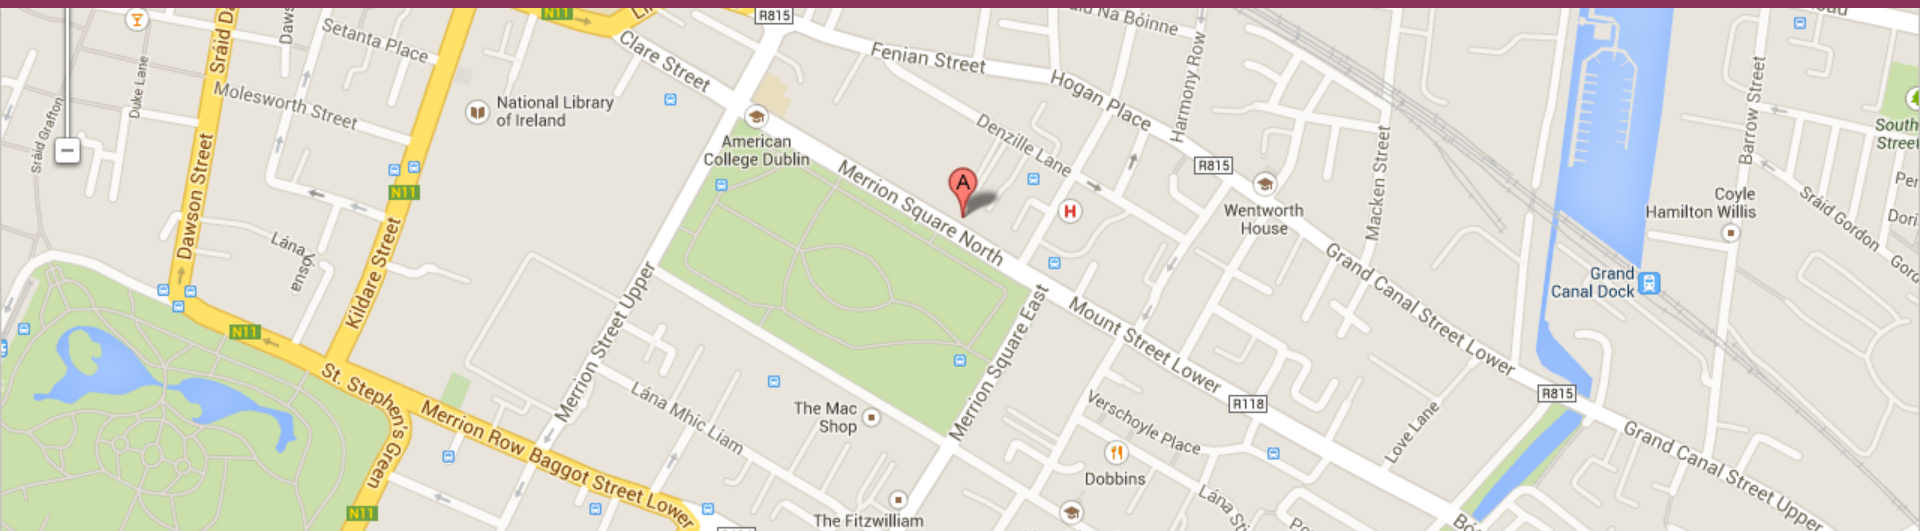 N11
R815
Sráid Na Bóinne
Setanta Place
Clare Street
Fenian Street
Hogan Place
Harmony Row
Duke Lane
Molesworth Street
National Library
of Ireland
Barrow Street
Sráid Grafton
Denzille Lane
American
College Dublin
Macken Street
South
Street
R815
A
Merrion Square North
H
Wentworth
House
N11
Coyle
Hamilton Willis
Sráid Gordon
Dawson Street
Lána
Kildare Street
Grand
Canal Dock
Grand Canal Street Lower
Merrion Street Upper
Merrion Square East
Mount Street Lower
N11
St. Stephen's Green
Lána Mhic Liam
The Mac
Shop
R118
R815
Verschoyle Place
Love Lane
Merrion Row
Baggot Street Lower
Grand Canal Street Upper
Dobbins
N11
The Fitzwilliam